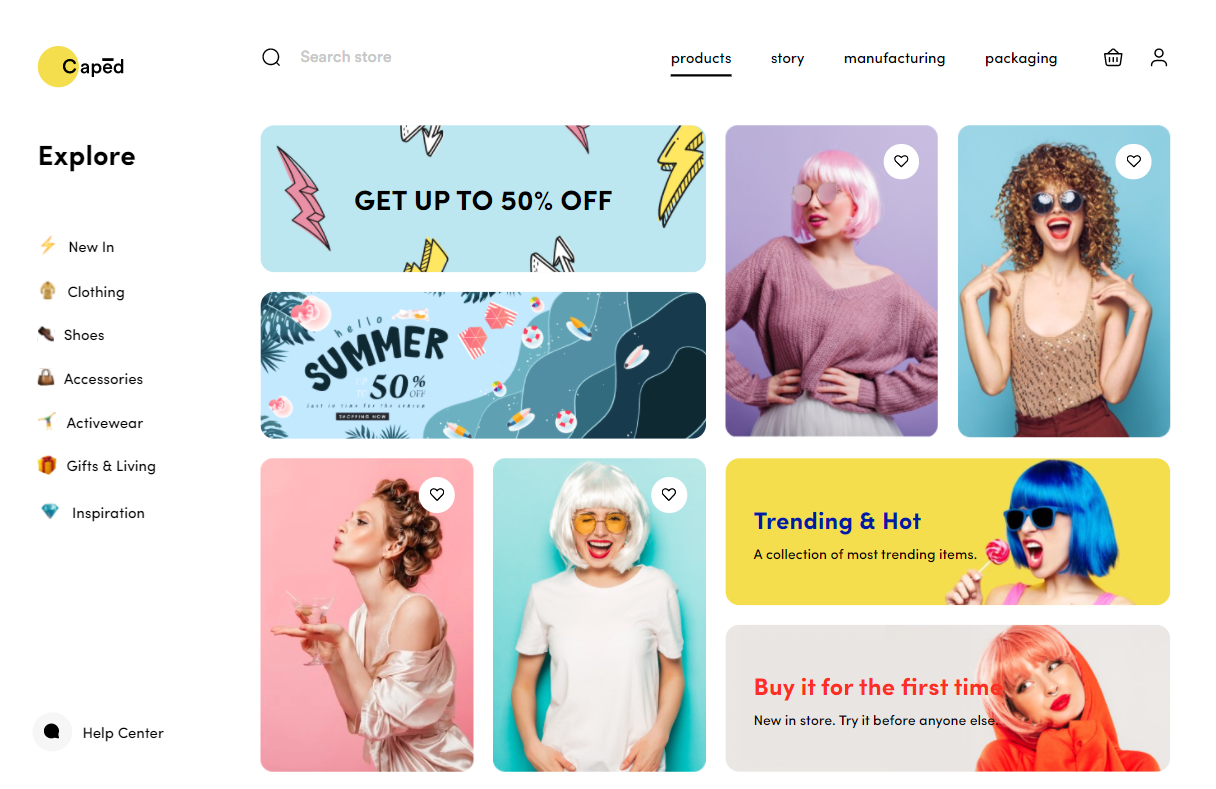 Capēd
Search store
products
story
manufacturing
packaging
Explore
New In
Clothing
Shoes
Accessories
Activewear
Gifts & Living
Inspiration
Help Center
GET UP TO 50% OFF
hello
SUMMER
UP TO 50% OFF
Just in time for the season
SHOPPING NOW
Trending & Hot
A collection of most trending items.
Buy it for the first time
New in store. Try it before anyone else.